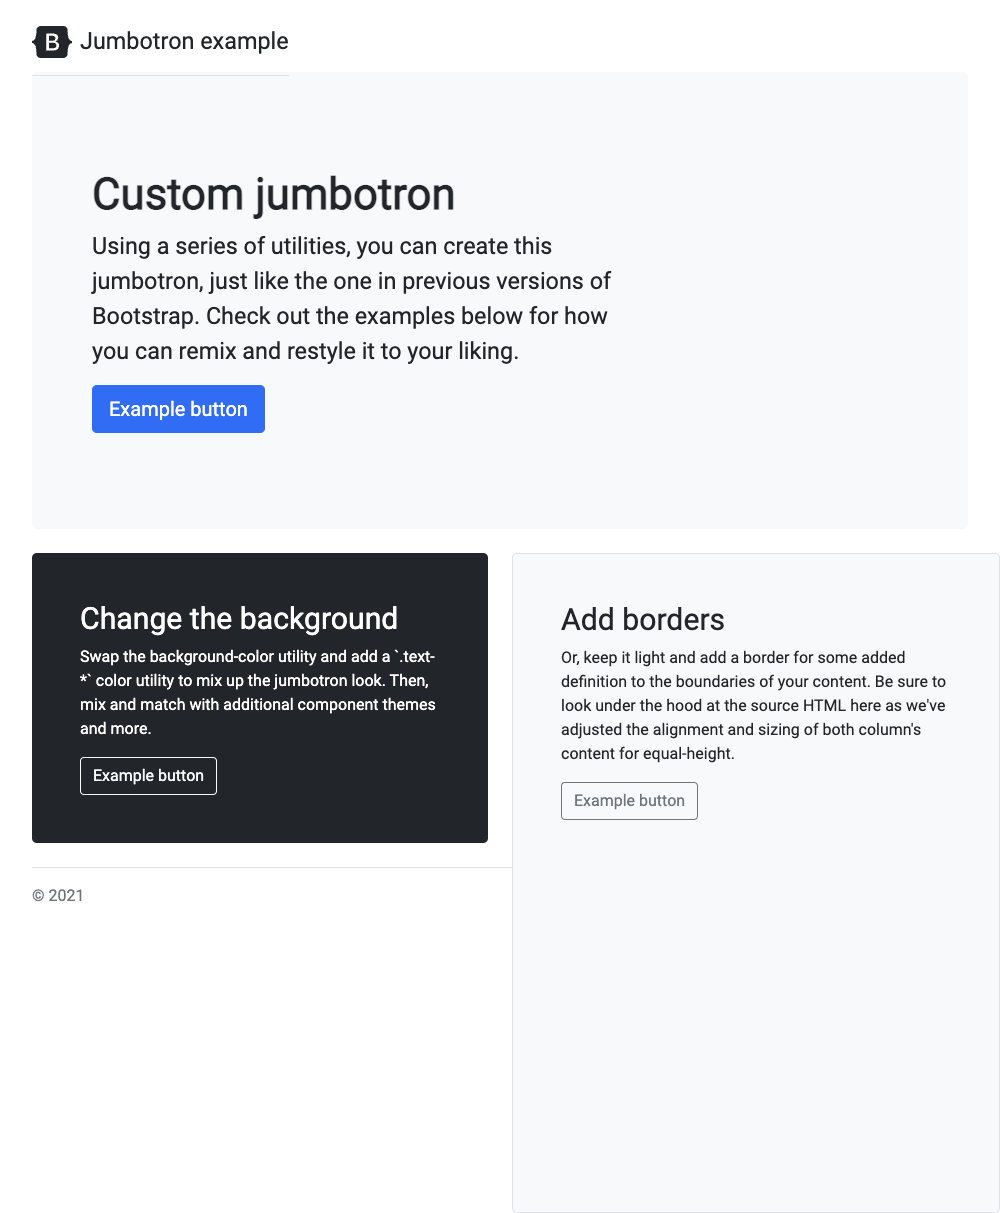 B Jumbotron example
Custom jumbotron
Using a series of utilities, you can create this
jumbotron, just like the one in previous versions of
Bootstrap. Check out the examples below for how
you can remix and restyle it to your liking.
Example button
Change the background
Swap the background-color utility and add a `.text-
*` color utility to mix up the jumbotron look. Then,
mix and match with additional component themes
and more.
Example button
Add borders
Or, keep it light and add a border for some added
definition to the boundaries of your content. Be sure to
look under the hood at the source HTML here as we've
adjusted the alignment and sizing of both column's
content for equal-height.
Example button
© 2021